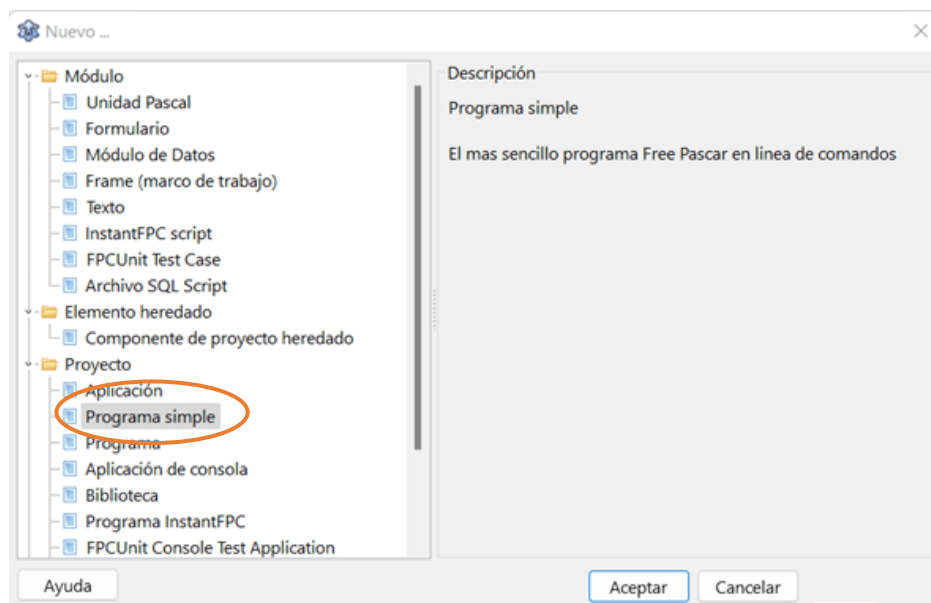 Nuevo ...
Módulo
Unidad Pascal
Formulario
Módulo de Datos
Frame (marco de trabajo)
Texto
InstantFPC script
FPCUnit Test Case
Archivo SQL Script
Elemento heredado
Componente de proyecto heredado
Proyecto
Aplicación
Programa simple
Programa
Aplicación de consola
Biblioteca
Programa InstantFPC
FPCUnit Console Test Application
Descripción
Programa simple
El mas sencillo programa Free Pascar en linea de comandos
Ayuda
Aceptar
Cancelar